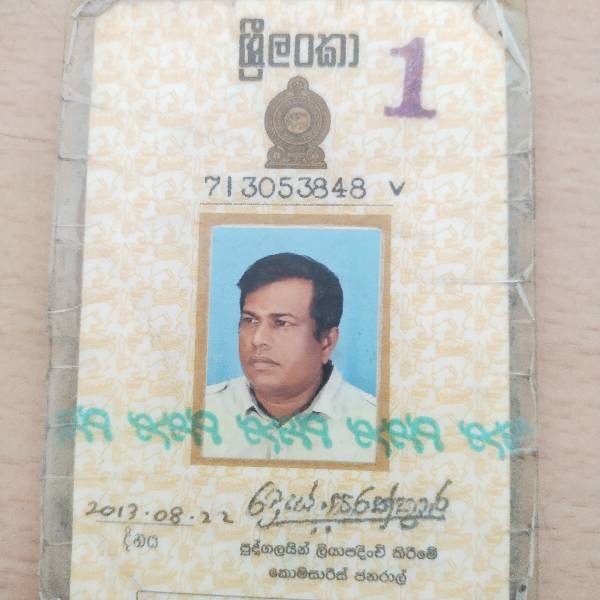 ශ්‍රී ලංකා
1
713053848 v
2013.08.22
දිනය
පුද්ගලයින් ලියාපදිංචි කිරීමේ
කොමසාරිස් ජනරාල්